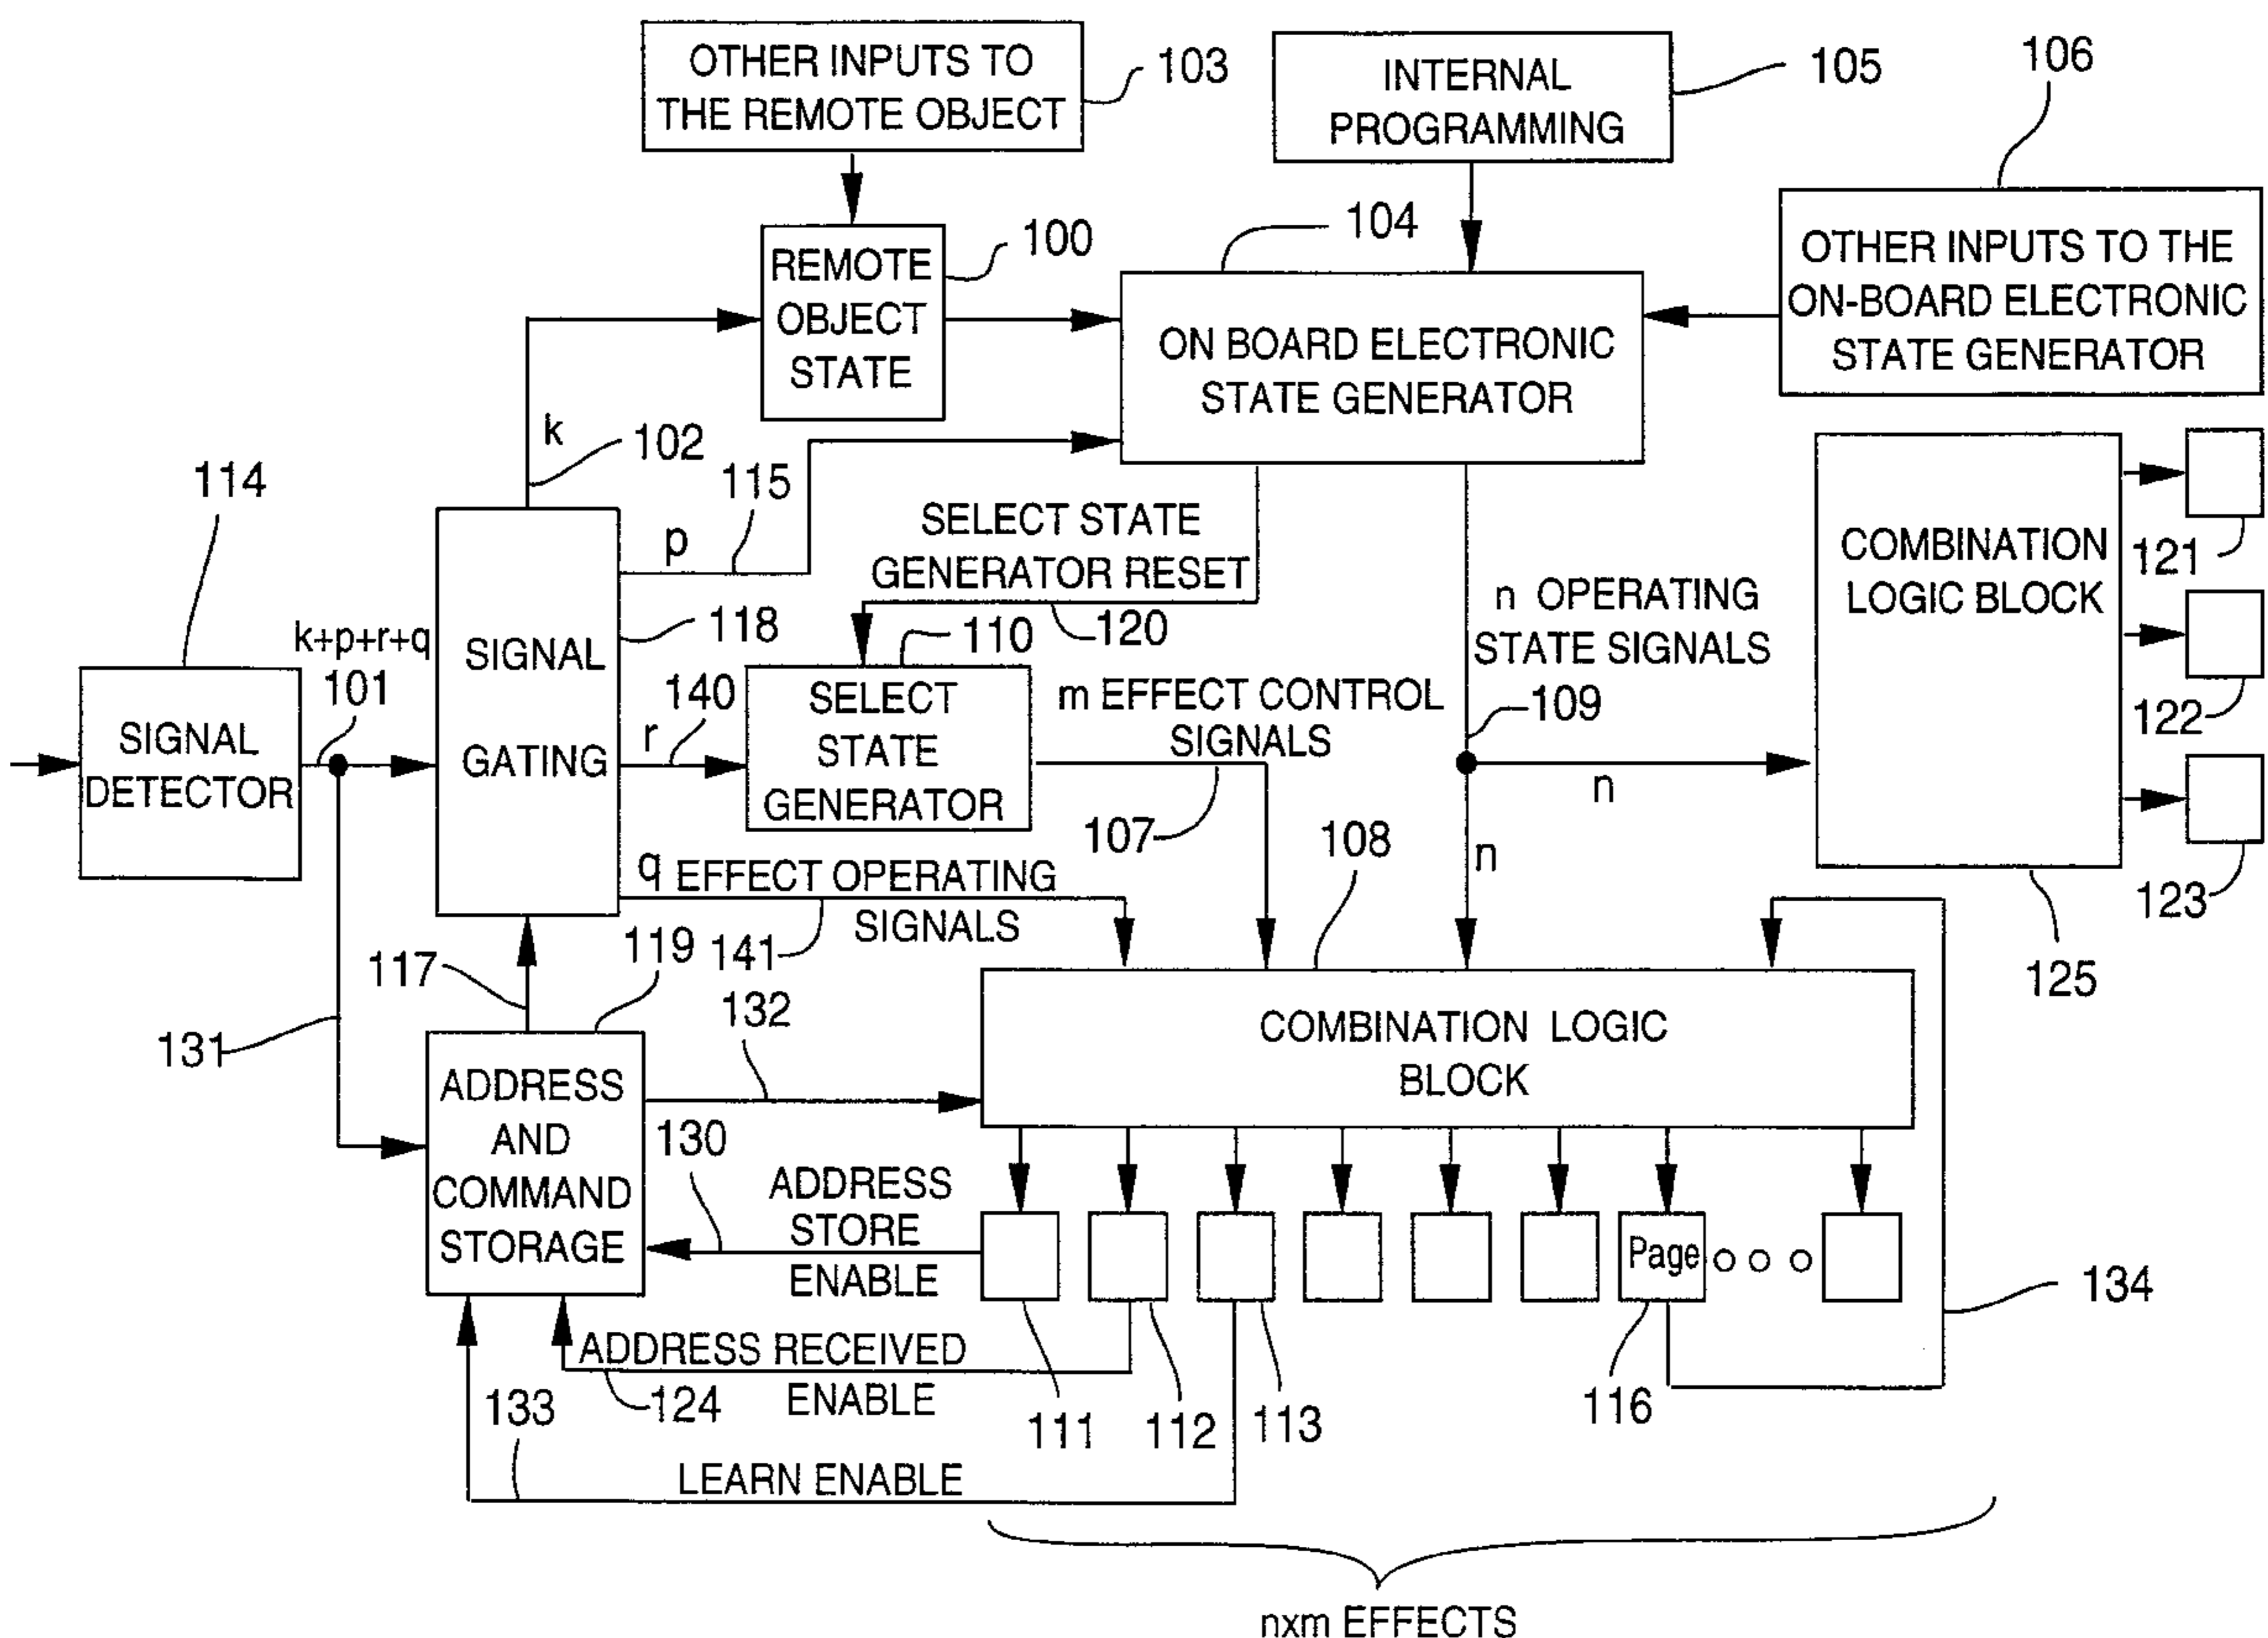 OTHER INPUTS TO
THE REMOTE OBJECT
103
INTERNAL
PROGRAMMING
105
106
OTHER INPUTS TO THE
ON-BOARD ELECTRONIC
STATE GENERATOR
REMOTE
OBJECT
STATE
100
104
ON BOARD ELECTRONIC
STATE GENERATOR
k
102
114
115
p
SELECT STATE
GENERATOR RESET
120
n OPERATING
STATE SIGNALS
109
COMBINATION
LOGIC BLOCK
121
122
123
125
SIGNAL
DETECTOR
k+p+r+q
101
SIGNAL
GATING
118
110
r
140
SELECT
STATE
GENERATOR
m EFFECT CONTROL
SIGNALS
107
n
n
108
q EFFECT OPERATING
SIGNALS
141
117
119
131
132
ADDRESS
AND
COMMAND
STORAGE
COMBINATION LOGIC
BLOCK
130
ADDRESS
STORE
ENABLE
Page
134
ADDRESS RECEIVED
ENABLE
124
133
111
112
113
116
LEARN ENABLE
nxm EFFECTS